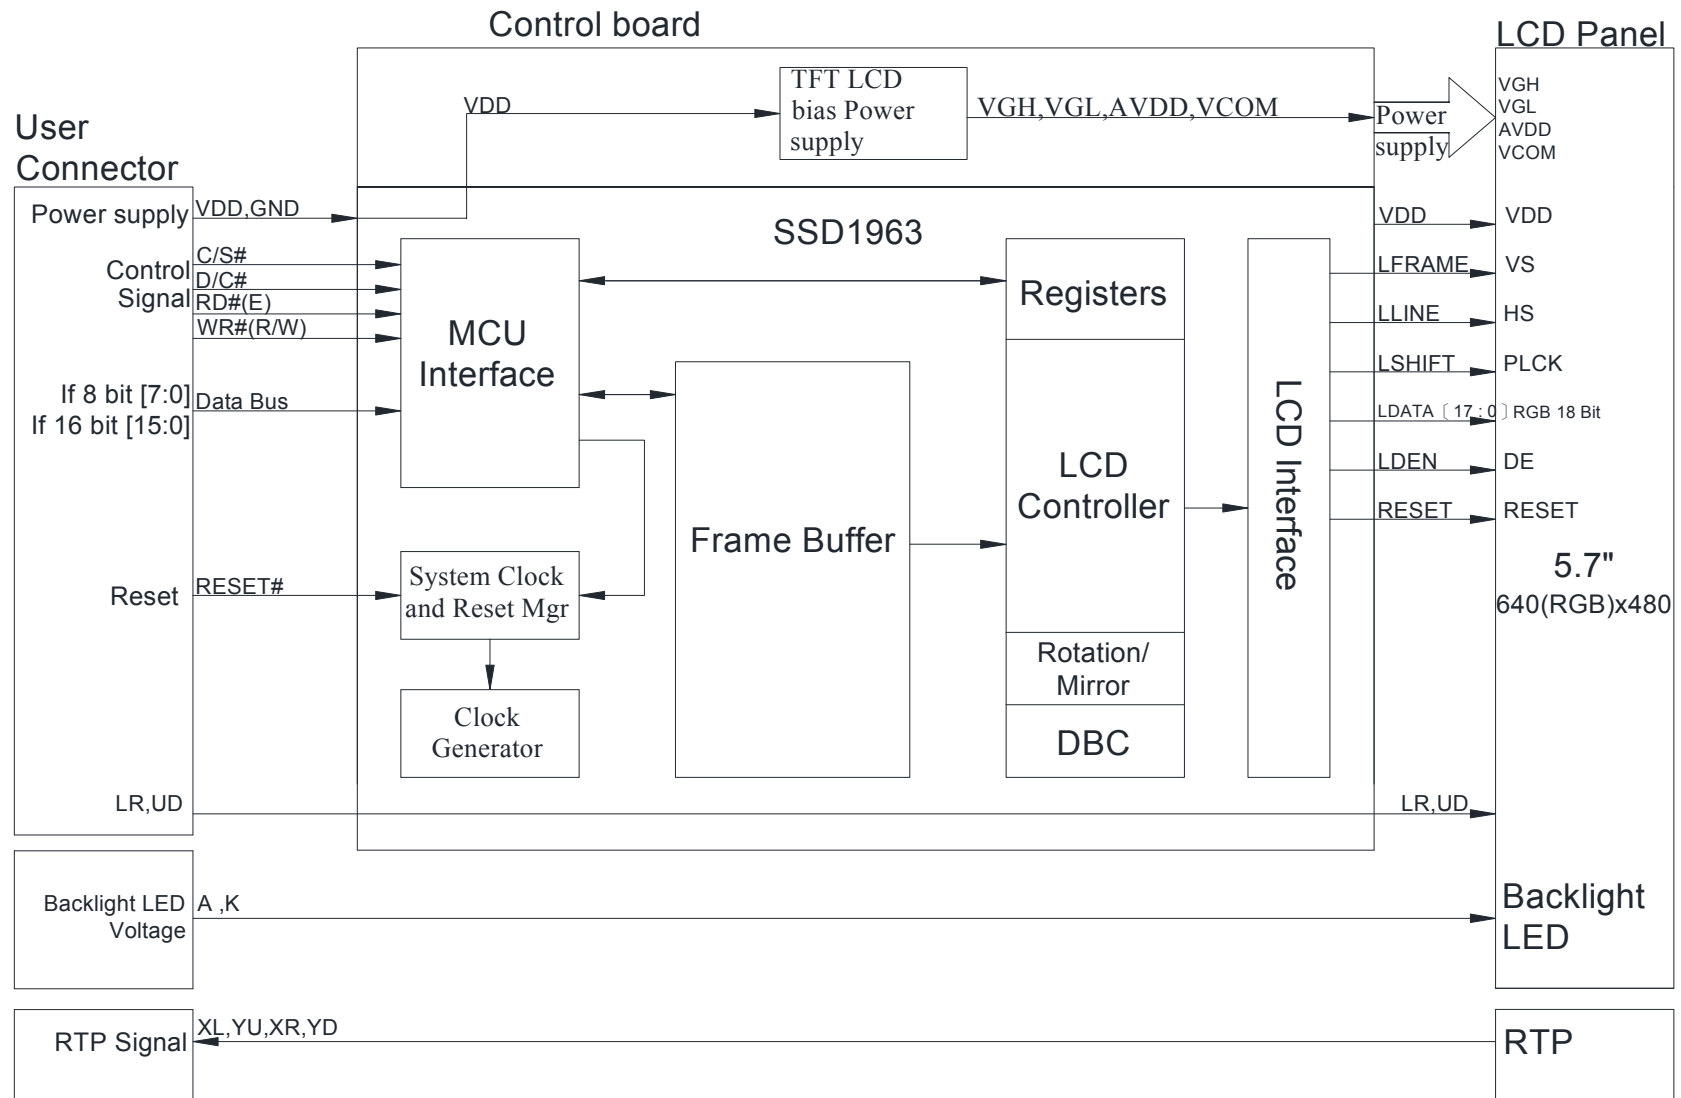 Control board
LCD Panel
User
Connector
VDD
TFT LCD
bias Power
supply
VGH,VGL,AVDD,VCOM
Power
supply
VGH
VGL
AVDD
VCOM
Power supply
VDD,GND
SSD1963
VDD
VDD
Control
Signal
C/S#
D/C#
RD#(E)
WR#(R/W)
MCU
Interface
Registers
LCD Interface
LFRAME
VS
LLINE
HS
LSHIFT
PLCK
LDATA〔17:0〕
RGB 18 Bit
LDEN
DE
RESET
RESET
If 8 bit [7:0]
If 16 bit [15:0]
Data Bus
Frame Buffer
LCD
Controller
5.7"
640(RGB)x480
Reset
RESET#
System Clock
and Reset Mgr
Rotation/
Mirror
Clock
Generator
DBC
LR,UD
LR,UD
Backlight LED
Voltage
A ,K
Backlight
LED
RTP Signal
XL,YU,XR,YD
RTP